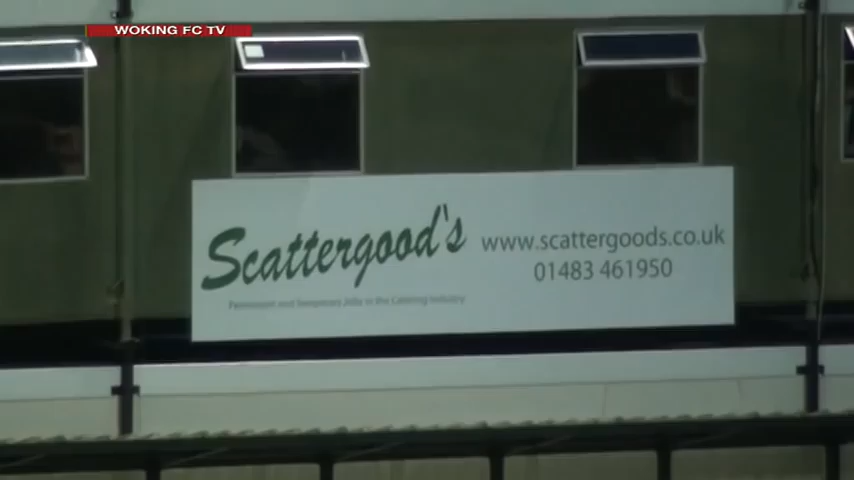 WOKING FC TV
Scattergood's
www.scattergoods.co.uk
01483 461950
Permanent and Temporary Jobs in the Catering Industry